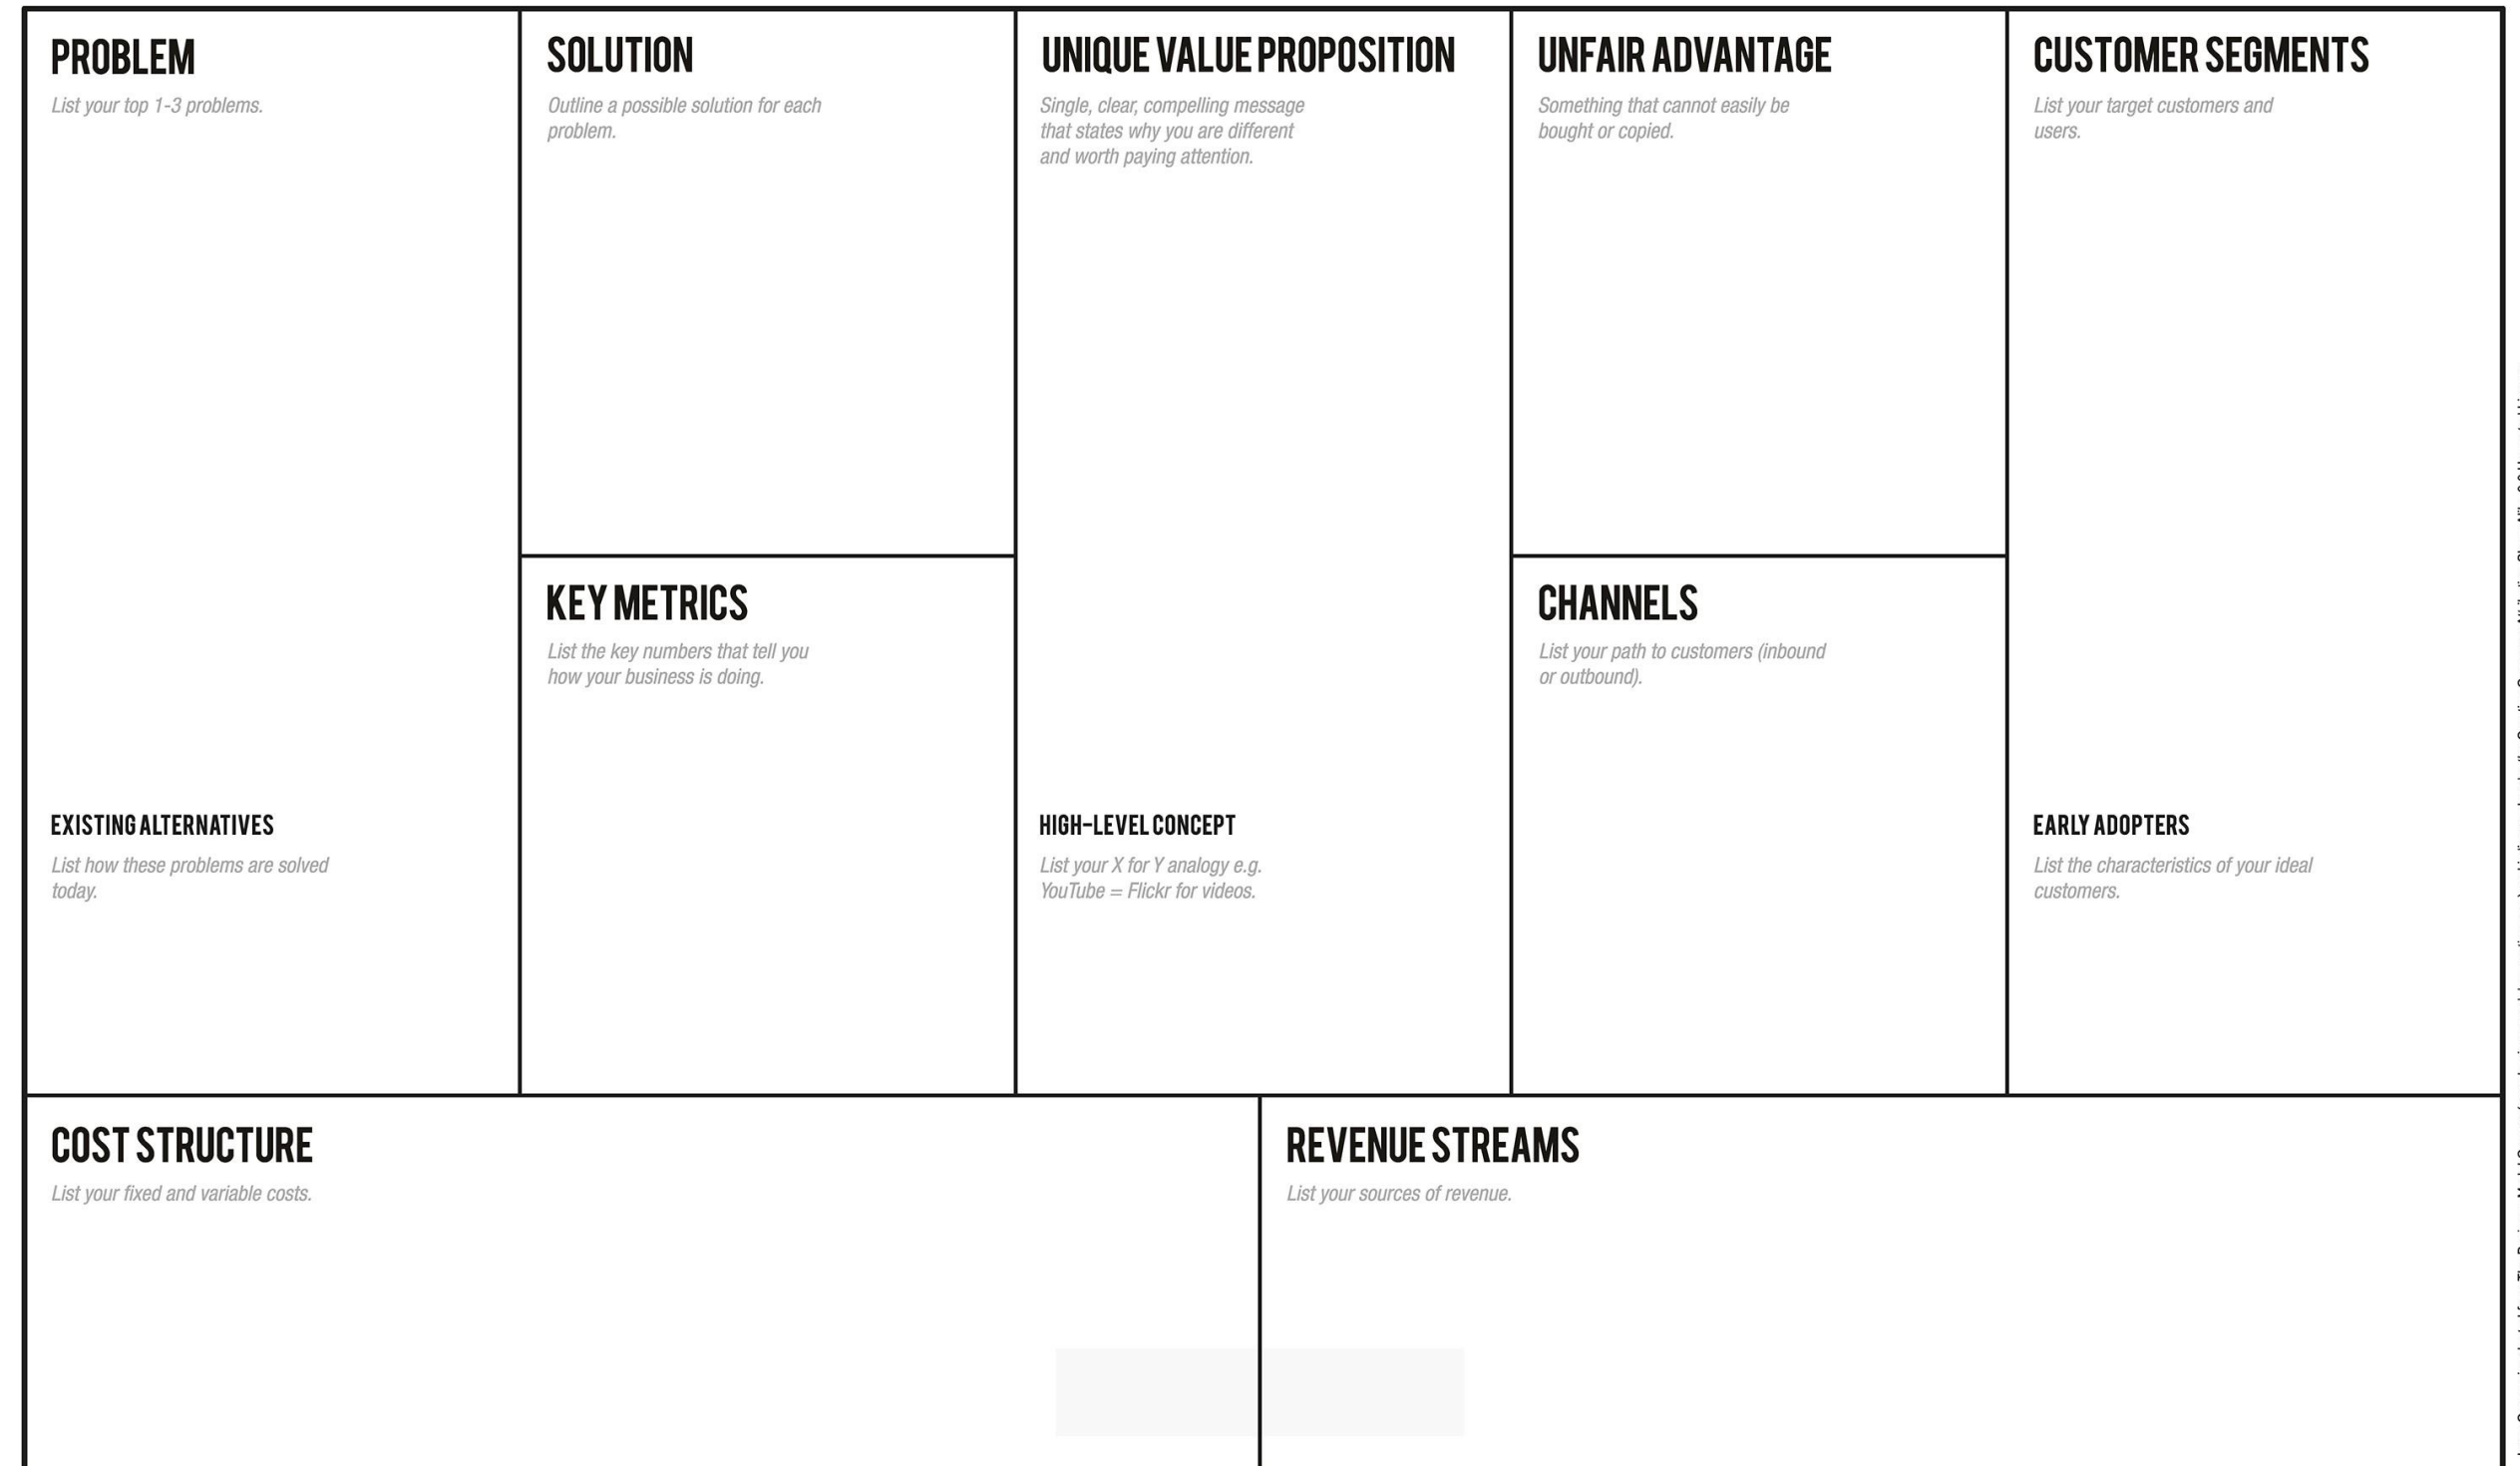 PROBLEM
List your top 1-3 problems.
EXISTING ALTERNATIVES
List how these problems are solved
today.
SOLUTION
Outline a possible solution for each
problem.
KEY METRICS
List the key numbers that tell you
how your business is doing.
UNIQUE VALUE PROPOSITION
Single, clear, compelling message
that states why you are different
and worth paying attention.
HIGH-LEVEL CONCEPT
List your X for Y analogy e.g.
YouTube = Flickr for videos.
UNFAIR ADVANTAGE
Something that cannot easily be
bought or copied.
CHANNELS
List your path to customers (inbound
or outbound).
CUSTOMER SEGMENTS
List your target customers and
users.
EARLY ADOPTERS
List the characteristics of your ideal
customers.
COST STRUCTURE
List your fixed and variable costs.
REVENUE STREAMS
List your sources of revenue.